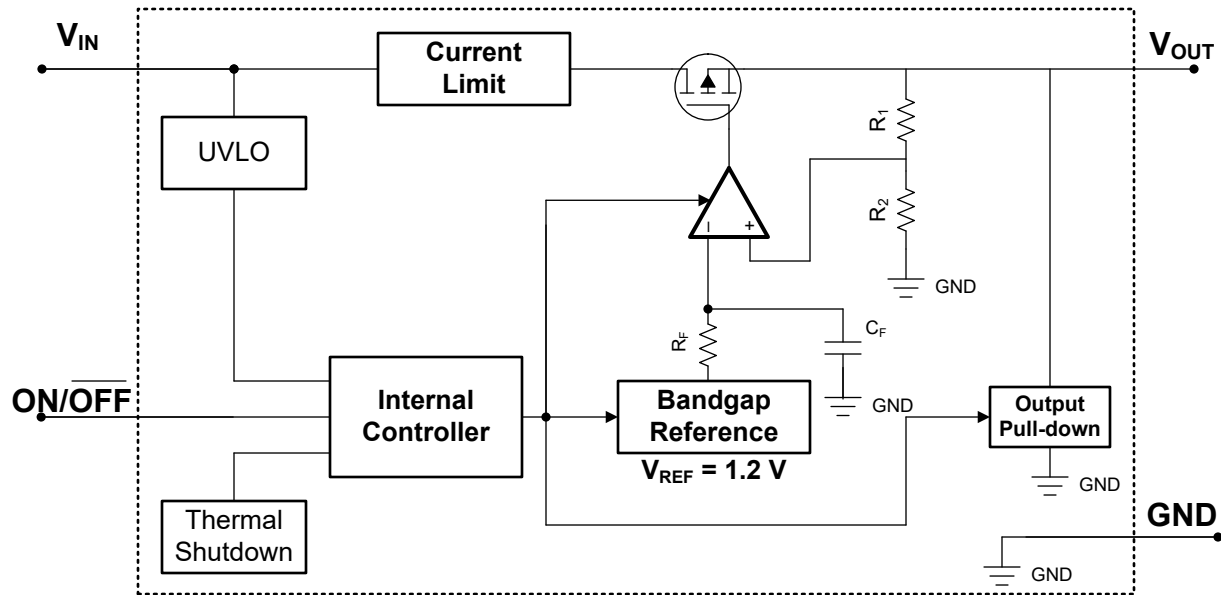 V_IN
Current
Limit
V_OUT
UVLO
R₁
R₂
− +
GND
R_F
C_F
ON/O̅F̅F̅
Internal
Controller
Bandgap
Reference
GND
Output
Pull-down
V_REF = 1.2 V
GND
Thermal
Shutdown
GND
GND